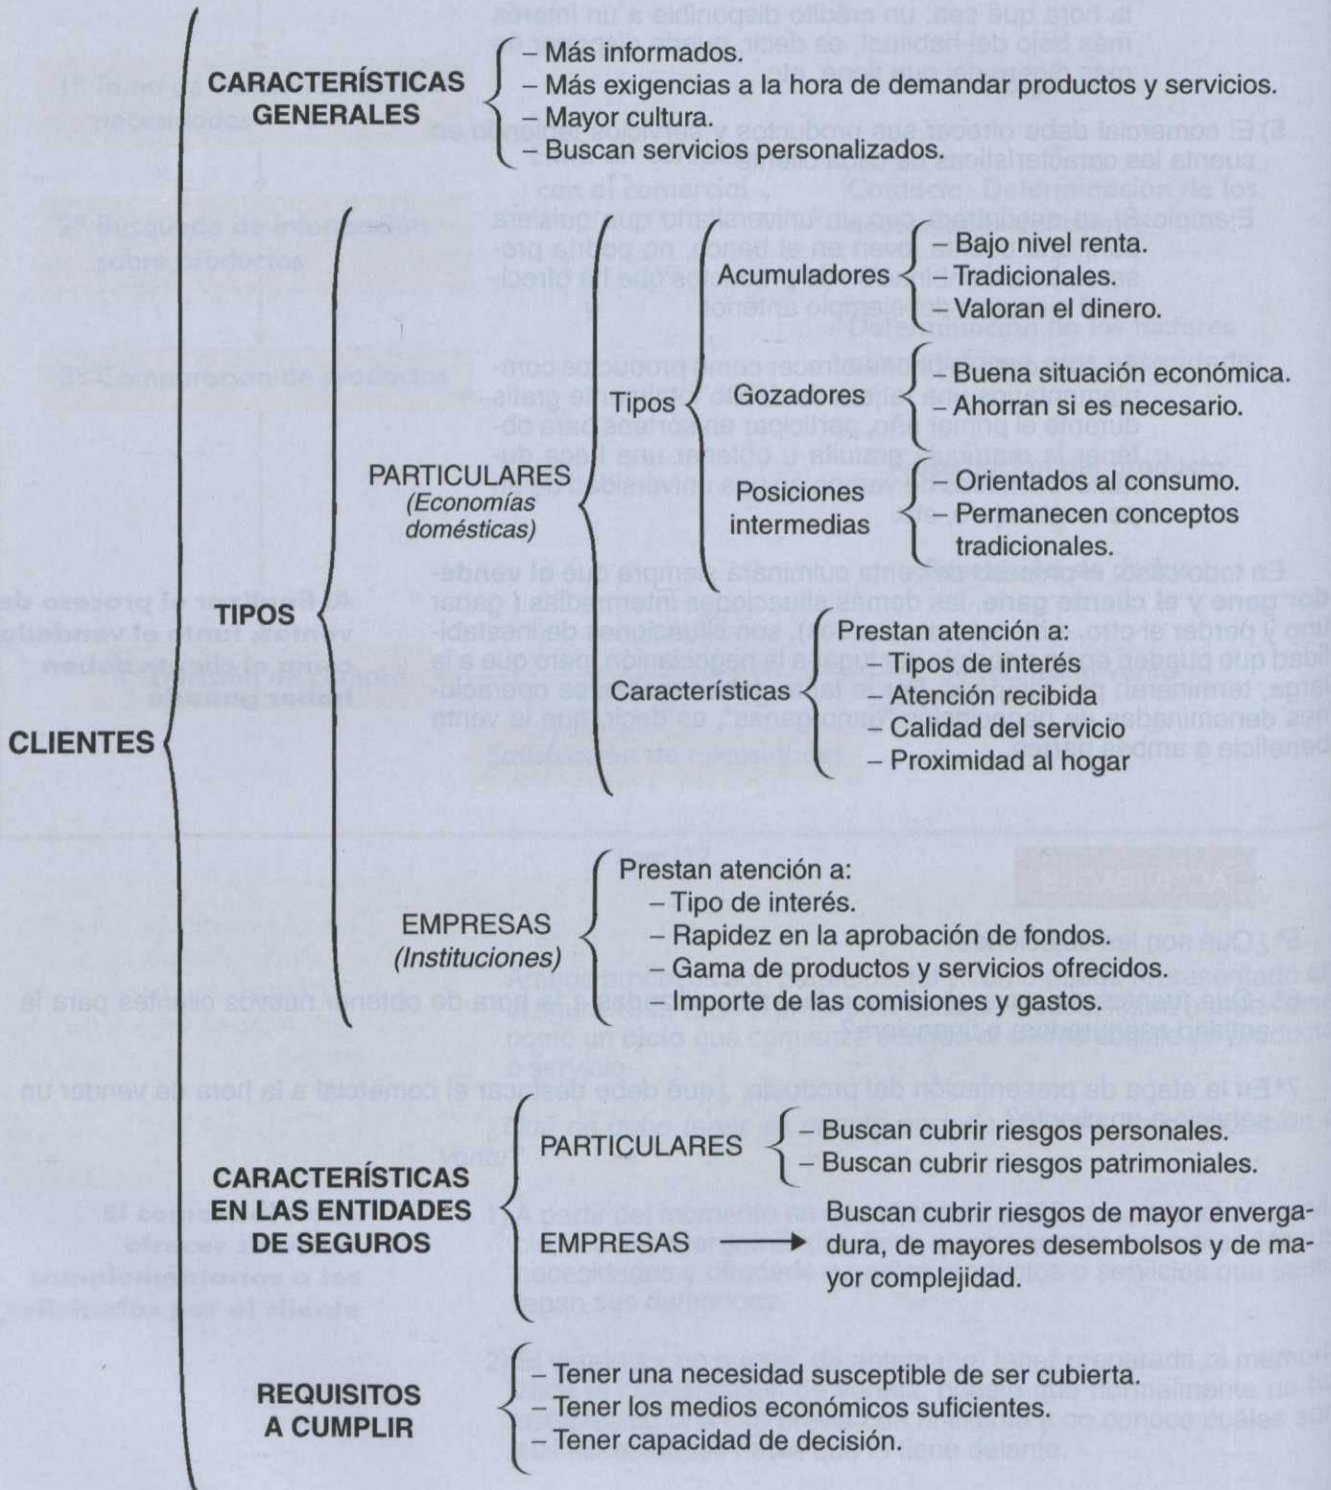 CLIENTES
CARACTERÍSTICAS
GENERALES
– Más informados.
– Más exigencias a la hora de demandar productos y servicios.
– Mayor cultura.
– Buscan servicios personalizados.
TIPOS
PARTICULARES
(Economías
domésticas)
Tipos
Acumuladores
– Bajo nivel renta.
– Tradicionales.
– Valoran el dinero.
Gozadores
– Buena situación económica.
– Ahorran si es necesario.
Posiciones
intermedias
– Orientados al consumo.
– Permanecen conceptos
tradicionales.
Características
Prestan atención a:
– Tipos de interés
– Atención recibida
– Calidad del servicio
– Proximidad al hogar
EMPRESAS
(Instituciones)
Prestan atención a:
– Tipo de interés.
– Rapidez en la aprobación de fondos.
– Gama de productos y servicios ofrecidos.
– Importe de las comisiones y gastos.
CARACTERÍSTICAS
EN LAS ENTIDADES
DE SEGUROS
PARTICULARES
– Buscan cubrir riesgos personales.
– Buscan cubrir riesgos patrimoniales.
EMPRESAS
Buscan cubrir riesgos de mayor enverga-
dura, de mayores desembolsos y de ma-
yor complejidad.
REQUISITOS
A CUMPLIR
– Tener una necesidad susceptible de ser cubierta.
– Tener los medios económicos suficientes.
– Tener capacidad de decisión.